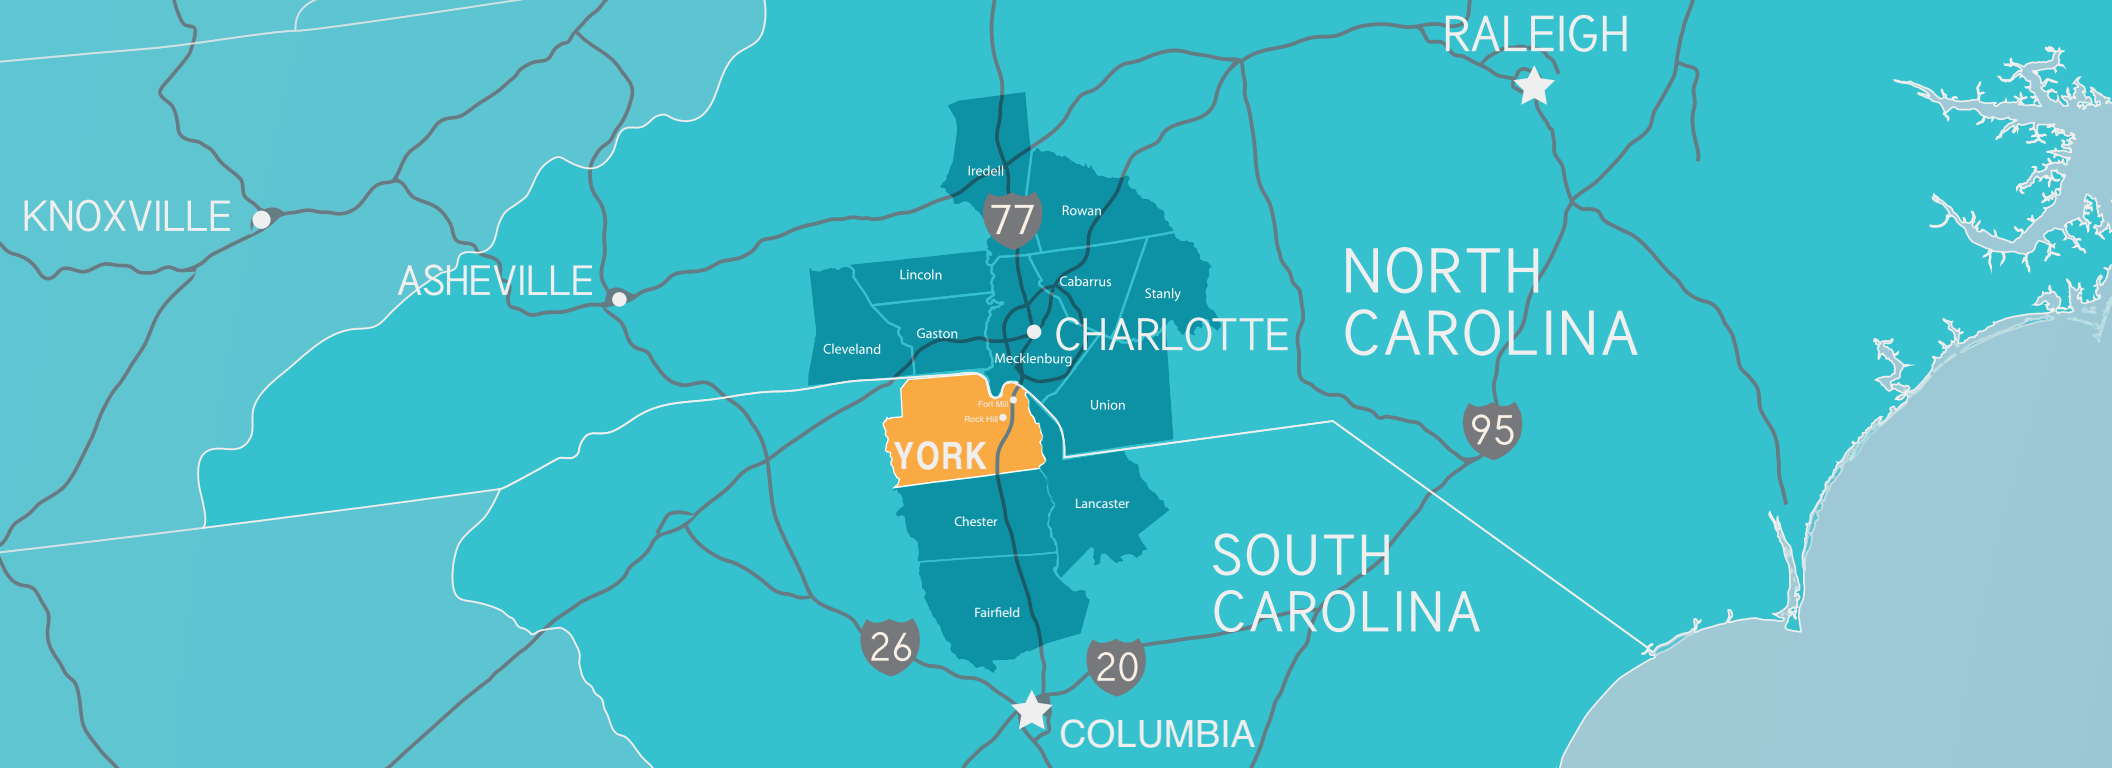 RALEIGH
Iredell
KNOXVILLE
77
Rowan
ASHEVILLE
Lincoln
Cabarrus
Stanly
NORTH
CAROLINA
Gaston
CHARLOTTE
Cleveland
Mecklenburg
Fort Mill
Union
Rock Hill
95
YORK
Lancaster
Chester
SOUTH
CAROLINA
Fairfield
26
20
COLUMBIA